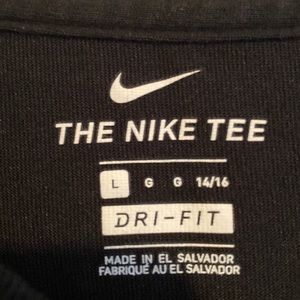 THE NIKE TEE
L G G 14/16
DRI-FIT
MADE IN EL SALVADOR
FABRIQUÉ AU EL SALVADOR